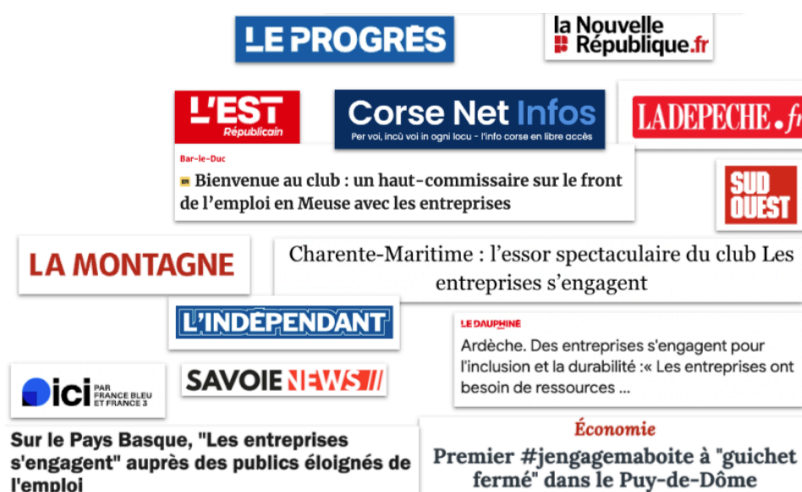 LE PROGRÈS
la Nouvelle
République.fr
L'EST
Républicain
Corse Net Infos
Per voi, incù voi in ogni locu - l'info corse en libre accès
LADEPECHE.fr
Bar-le-Duc
Bienvenue au club : un haut-commissaire sur le front
de l'emploi en Meuse avec les entreprises
SUD
OUEST
LA MONTAGNE
Charente-Maritime : l'essor spectaculaire du club Les
entreprises s'engagent
L'INDÉPENDANT
LE DAUPHINÉ
Ardèche. Des entreprises s'engagent pour
l'inclusion et la durabilité :« Les entreprises ont
besoin de ressources ...
ici PAR
FRANCE BLEU
ET FRANCE 3
SAVOIE NEWS
Sur le Pays Basque, "Les entreprises
s'engagent" auprès des publics éloignés de
l'emploi
Économie
Premier #jengagemaboite à "guichet
fermé" dans le Puy-de-Dôme